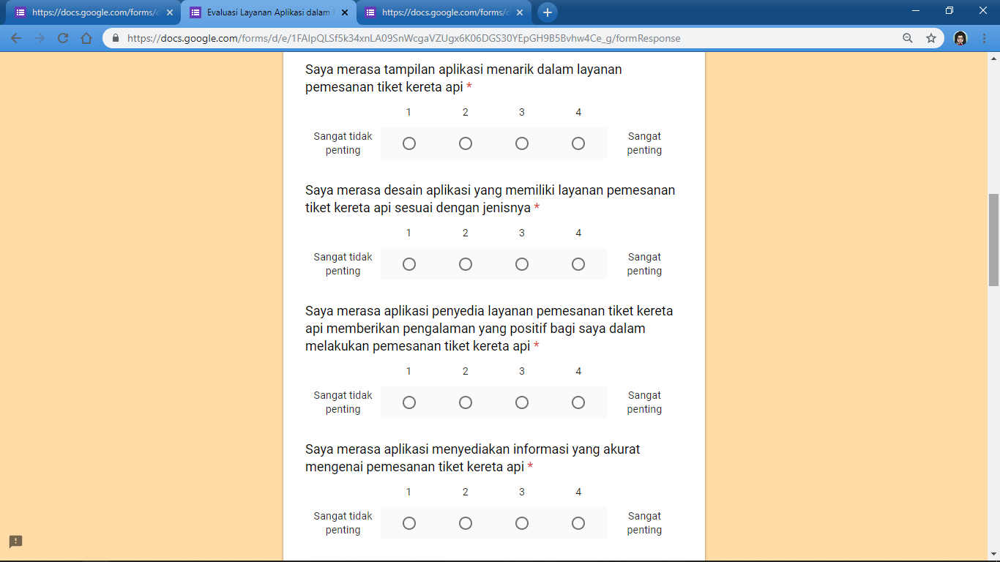 https://docs.google.com/forms/d
Evaluasi Layanan Aplikasi dalam
https://docs.google.com/forms/d
https://docs.google.com/forms/d/e/1FAIpQLSf5k34xnLA09SnWcgaVZUgx6K06DGS30YEpGH9B5Bvhw4Ce_g/formResponse
Saya merasa tampilan aplikasi menarik dalam layanan
pemesanan tiket kereta api *
1 2 3 4
Sangat tidak
penting
Sangat
penting
Saya merasa desain aplikasi yang memiliki layanan pemesanan
tiket kereta api sesuai dengan jenisnya *
1 2 3 4
Sangat tidak
penting
Sangat
penting
Saya merasa aplikasi penyedia layanan pemesanan tiket kereta
api memberikan pengalaman yang positif bagi saya dalam
melakukan pemesanan tiket kereta api *
1 2 3 4
Sangat tidak
penting
Sangat
penting
Saya merasa aplikasi menyediakan informasi yang akurat
mengenai pemesanan tiket kereta api *
1 2 3 4
Sangat tidak
penting
Sangat
penting